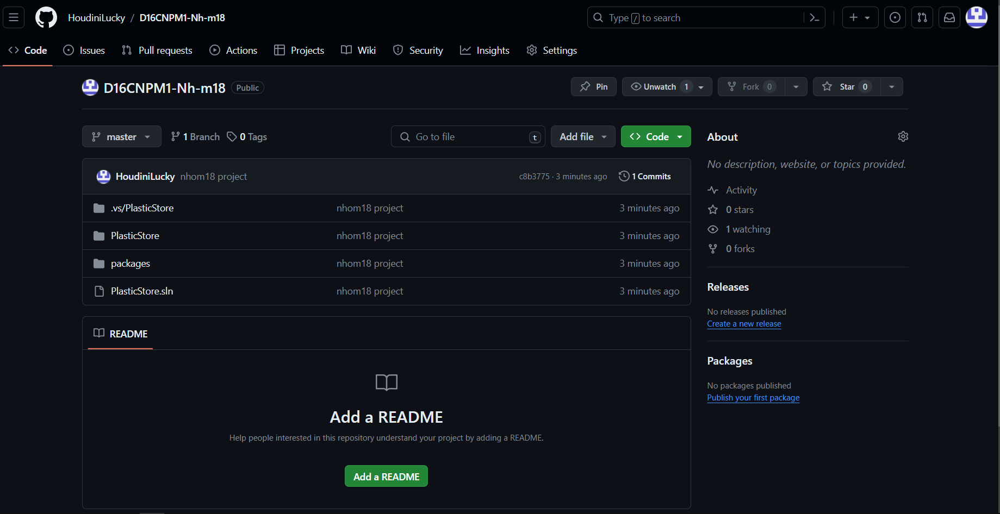 HoudiniLucky / D16CNPM1-Nh-m18
Type / to search
Code Issues Pull requests Actions Projects Wiki Security Insights Settings
D16CNPM1-Nh-m18 Public
Pin Unwatch 1 Fork 0 Star 0
master 1 Branch 0 Tags Go to file t Add file Code
HoudiniLucky nhom18 project c8b3775 · 3 minutes ago 1 Commits
.vs/PlasticStore nhom18 project 3 minutes ago
PlasticStore nhom18 project 3 minutes ago
packages nhom18 project 3 minutes ago
PlasticStore.sln nhom18 project 3 minutes ago
README
Add a README
Help people interested in this repository understand your project by adding a README.
Add a README
About
No description, website, or topics provided.
Activity
0 stars
1 watching
0 forks
Releases
No releases published
Create a new release
Packages
No packages published
Publish your first package